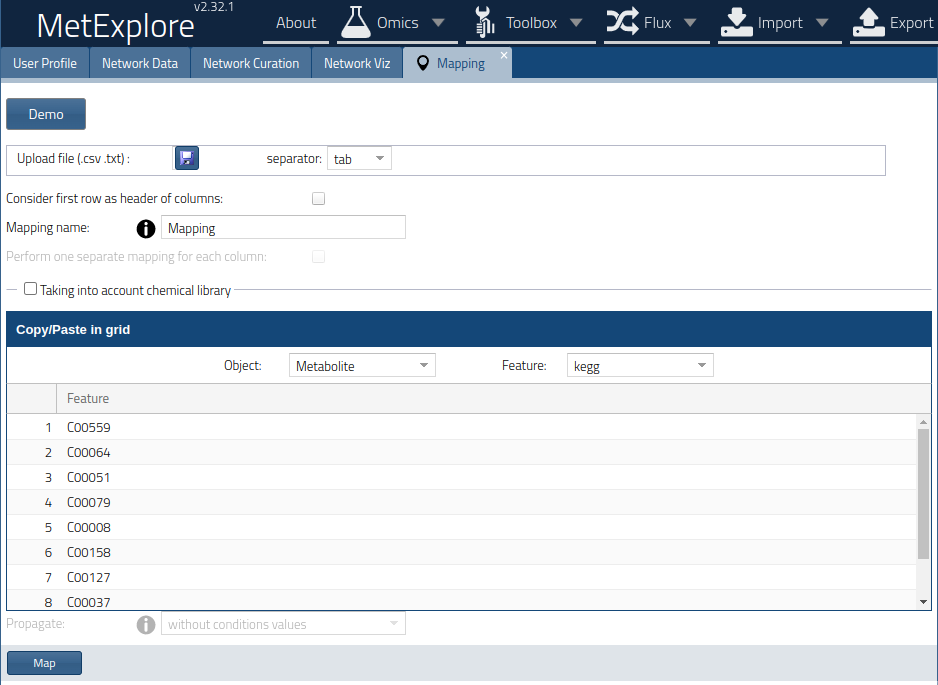 MetExplore v2.32.1 About Omics Toolbox Flux Import Export
User Profile Network Data Network Curation Network Viz Mapping
Demo
Upload file (.csv .txt) : separator: tab
Consider first row as header of columns:
Mapping name: Mapping
Perform one separate mapping for each column:
Taking into account chemical library
Copy/Paste in grid
Object: Metabolite Feature: kegg
Feature
1 C00559
2 C00064
3 C00051
4 C00079
5 C00008
6 C00158
7 C00127
8 C00037
Propagate: without conditions values
Map